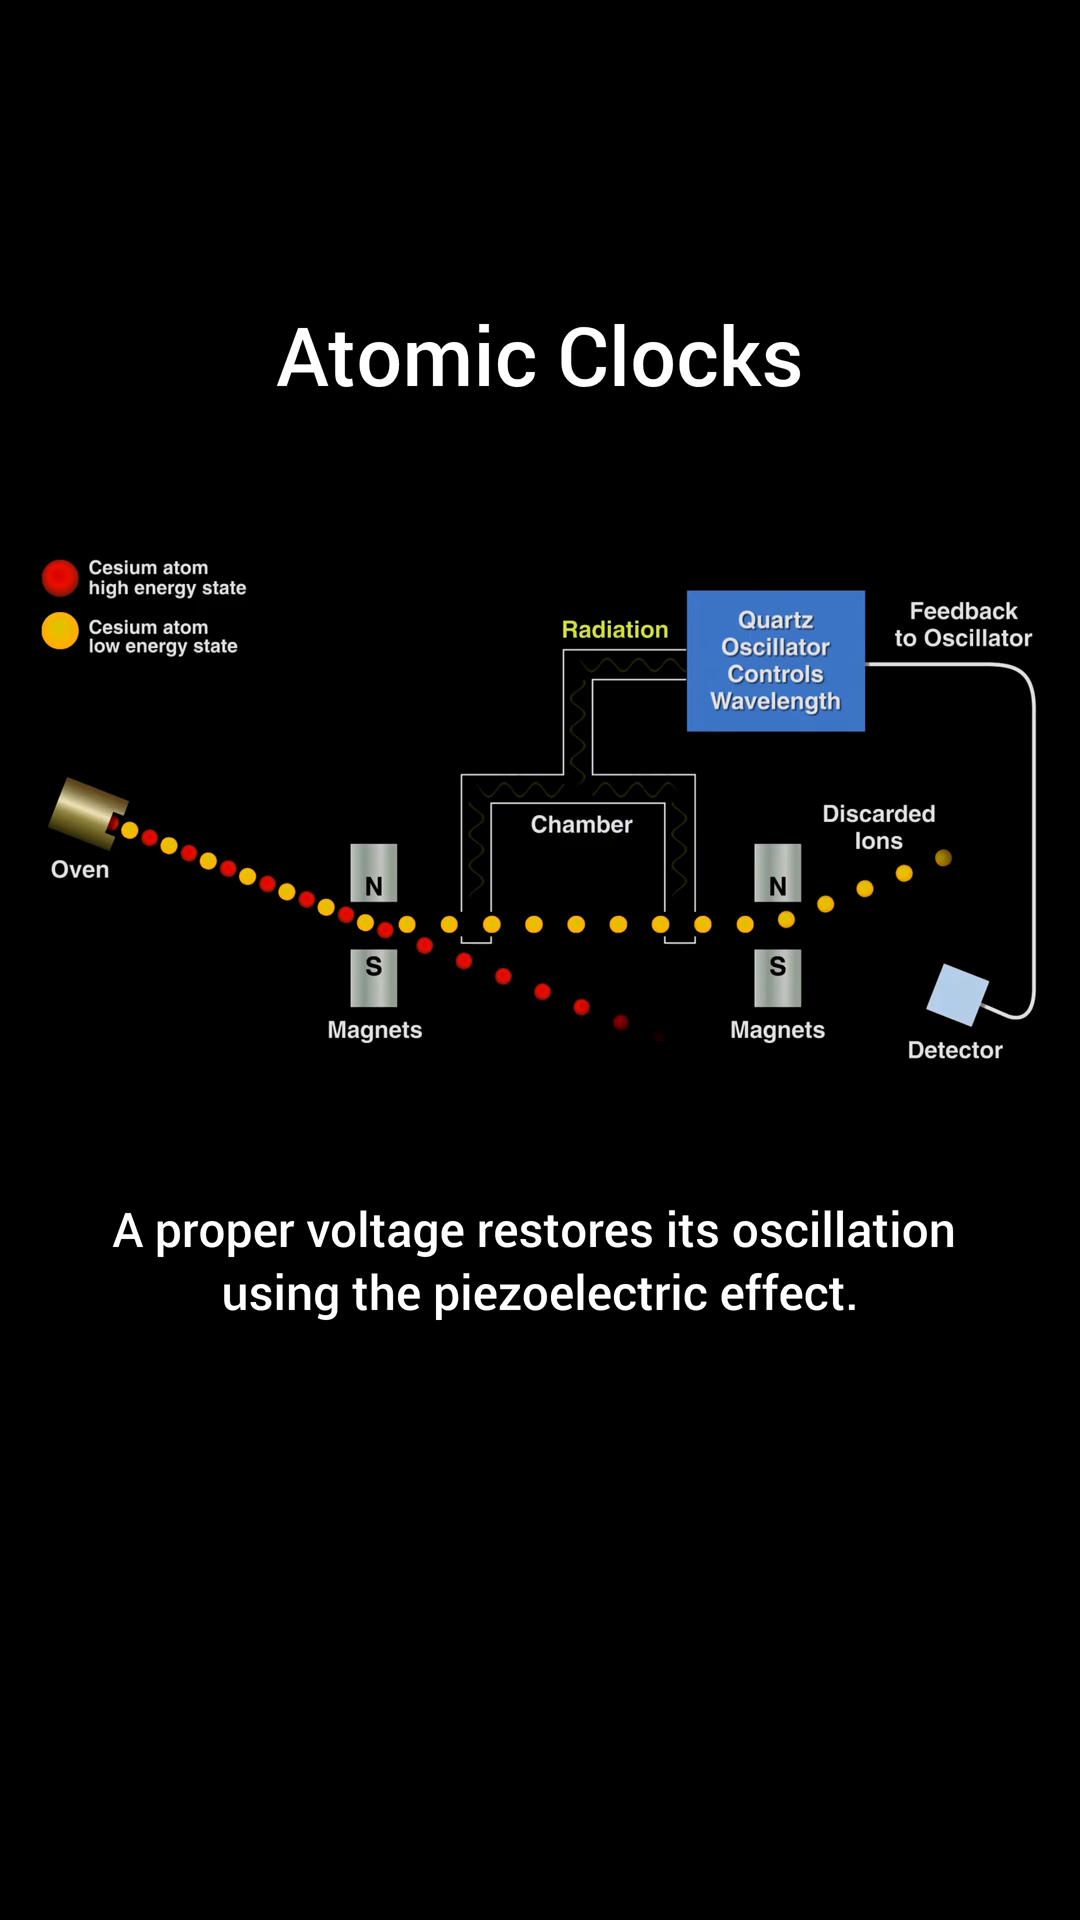 Atomic Clocks
Cesium atom
high energy state
Cesium atom
low energy state
Radiation
Quartz
Oscillator
Controls
Wavelength
Feedback
to Oscillator
Oven
Chamber
Discarded
Ions
N
S
Magnets
N
S
Magnets
Detector
A proper voltage restores its oscillation
using the piezoelectric effect.